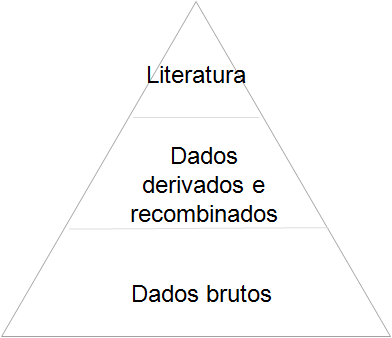 Literatura
Dados
derivados e
recombinados
Dados brutos